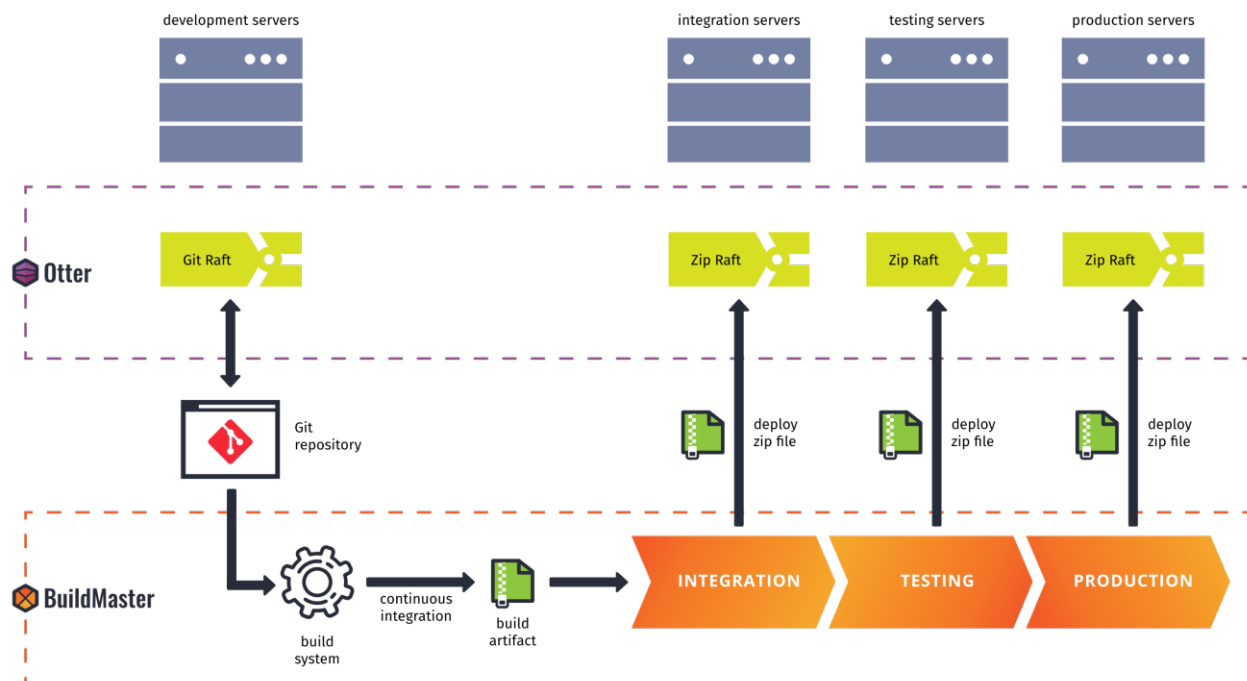 development servers
integration servers
testing servers
production servers
Otter
Git Raft
Zip Raft
Zip Raft
Zip Raft
Git
repository
deploy
zip file
deploy
zip file
deploy
zip file
BuildMaster
build
system
continuous
integration
build
artifact
INTEGRATION
TESTING
PRODUCTION